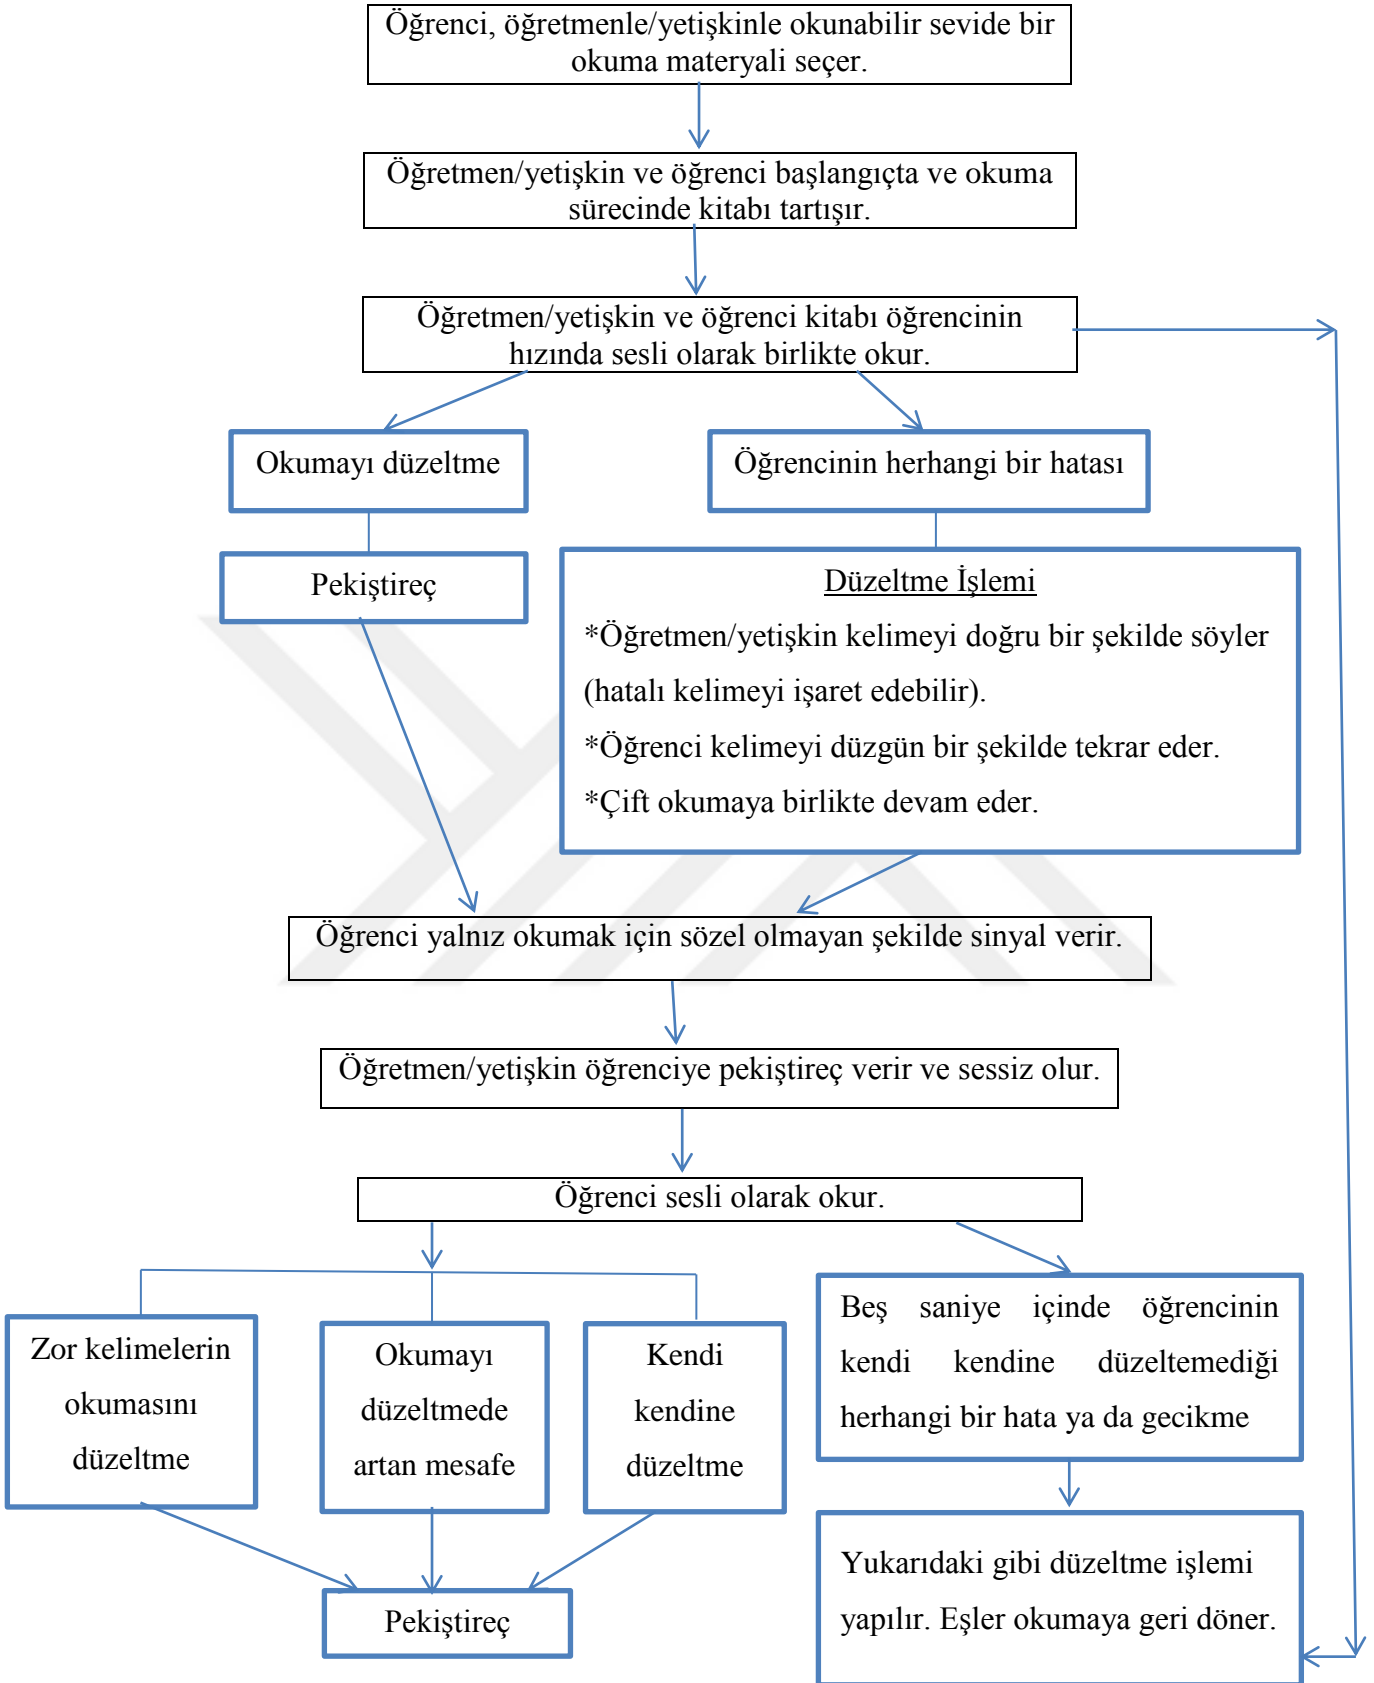 Öğrenci, öğretmenle/yetişkinle okunabilir sevide bir
okuma materyali seçer.
Öğretmen/yetişkin ve öğrenci başlangıçta ve okuma
sürecinde kitabı tartışır.
Öğretmen/yetişkin ve öğrenci kitabı öğrencinin
hızında sesli olarak birlikte okur.
Okumayı düzeltme
Öğrencinin herhangi bir hatası
Pekiştireç
Düzeltme İşlemi
*Öğretmen/yetişkin kelimeyi doğru bir şekilde söyler
(hatalı kelimeyi işaret edebilir).
*Öğrenci kelimeyi düzgün bir şekilde tekrar eder.
*Çift okumaya birlikte devam eder.
Öğrenci yalnız okumak için sözel olmayan şekilde sinyal verir.
Öğretmen/yetişkin öğrenciye pekiştireç verir ve sessiz olur.
Öğrenci sesli olarak okur.
Zor kelimelerin
okumasını
düzeltme
Okumayı
düzeltmede
artan mesafe
Kendi
kendine
düzeltme
Beş saniye içinde öğrencinin
kendi kendine düzeltemediği
herhangi bir hata ya da gecikme
Pekiştireç
Yukarıdaki gibi düzeltme işlemi
yapılır. Eşler okumaya geri döner.